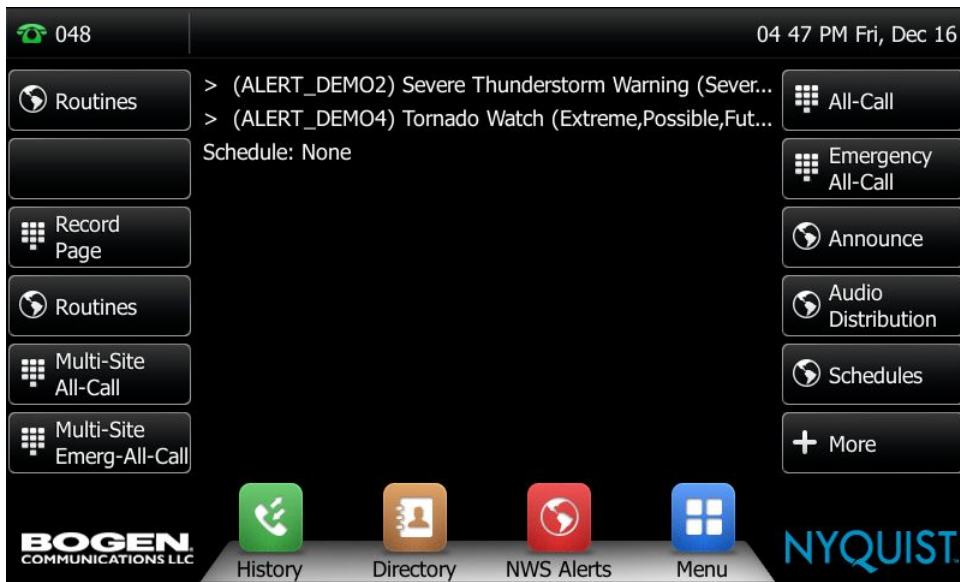 048
04 47 PM Fri, Dec 16
Routines
Record
Page
Routines
Multi-Site
All-Call
Multi-Site
Emerg-All-Call
> (ALERT_DEMO2) Severe Thunderstorm Warning (Sever...
> (ALERT_DEMO4) Tornado Watch (Extreme,Possible,Fut...
Schedule: None
All-Call
Emergency
All-Call
Announce
Audio
Distribution
Schedules
More
BOGEN
COMMUNICATIONS LLC
History
Directory
NWS Alerts
Menu
NYQUIST